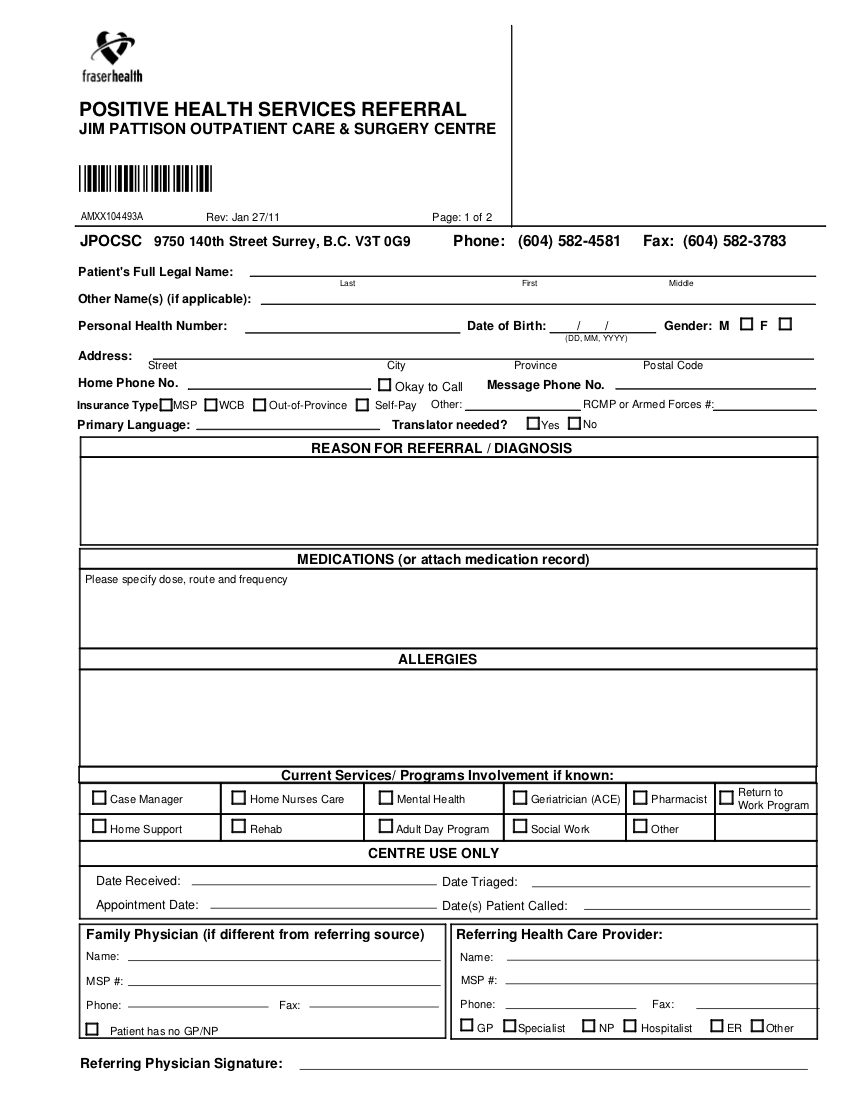 fraserhealth
POSITIVE HEALTH SERVICES REFERRAL
JIM PATTISON OUTPATIENT CARE & SURGERY CENTRE
AMXX104493A Rev: Jan 27/11 Page: 1 of 2
JPOCSC 9750 140th Street Surrey, B.C. V3T 0G9 Phone: (604) 582-4581 Fax: (604) 582-3783
Patient's Full Legal Name:
Last First Middle
Other Name(s) (if applicable):
Personal Health Number: Date of Birth: / / Gender: M F
(DD, MM, YYYY)
Address:
Street City Province Postal Code
Home Phone No. Okay to Call Message Phone No.
Insurance Type MSP WCB Out-of-Province Self-Pay Other: RCMP or Armed Forces #:
Primary Language: Translator needed? Yes No
REASON FOR REFERRAL / DIAGNOSIS
MEDICATIONS (or attach medication record)
Please specify dose, route and frequency
ALLERGIES
Current Services/ Programs Involvement if known:
Case Manager Home Nurses Care Mental Health Geriatrician (ACE) Pharmacist Return to
Work Program
Home Support Rehab Adult Day Program Social Work Other
CENTRE USE ONLY
Date Received: Date Triaged:
Appointment Date: Date(s) Patient Called:
Family Physician (if different from referring source)
Name:
MSP #:
Phone: Fax:
Patient has no GP/NP
Referring Health Care Provider:
Name:
MSP #:
Phone: Fax:
GP Specialist NP Hospitalist ER Other
Referring Physician Signature: